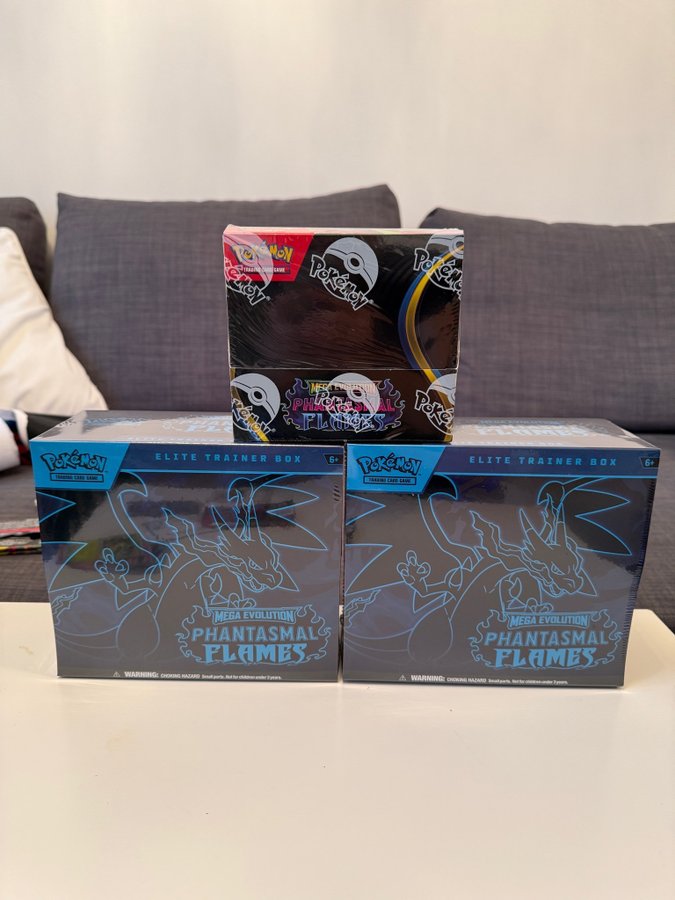 Pokémon
TRADING CARD GAME
Pokémon
Pokémon
Pokémon
MEGA EVOLUTION
PHANTASMAL
FLAMES
Pokémon
Pokémon
POKÉMON
TRADING CARD GAME
ELITE TRAINER BOX
6+
MEGA EVOLUTION
PHANTASMAL
FLAMES
WARNING: CHOKING HAZARD Small parts. Not for children under 3 years.
POKÉMON
TRADING CARD GAME
ELITE TRAINER BOX
6+
MEGA EVOLUTION
PHANTASMAL
FLAMES
WARNING: CHOKING HAZARD Small parts. Not for children under 3 years.